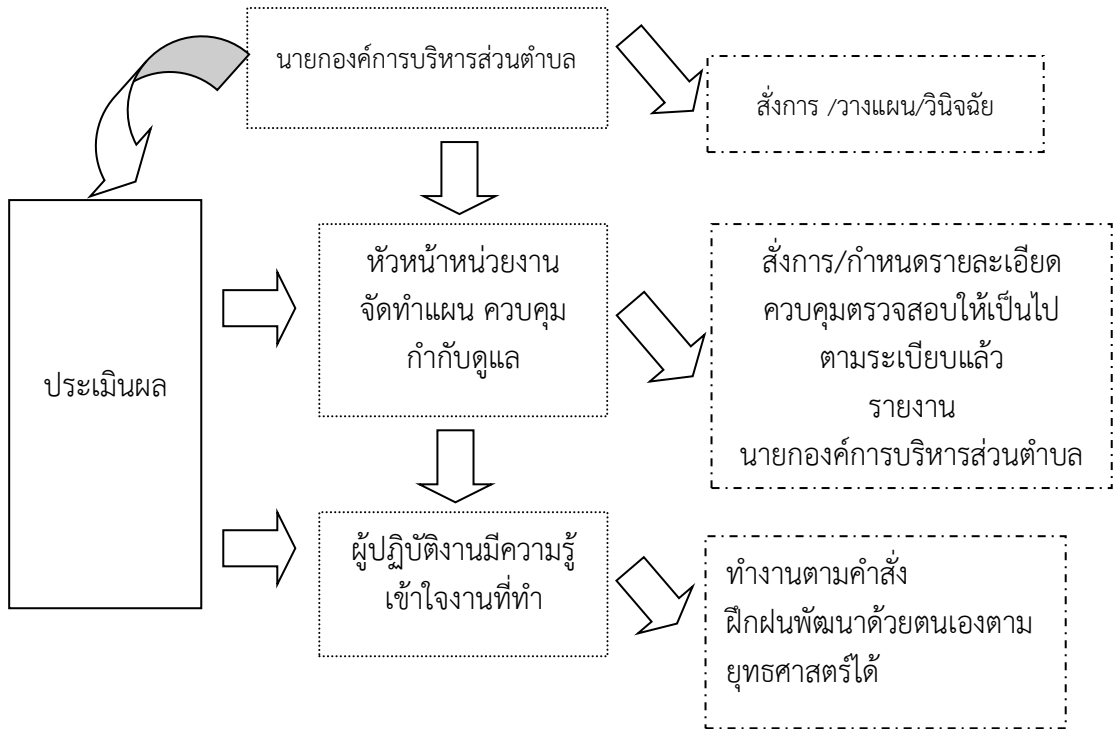 นายกองค์การบริหารส่วนตำบล
สั่งการ /วางแผน/วินิจฉัย
หัวหน้าหน่วยงาน
จัดทำแผน ควบคุม
กำกับดูแล
สั่งการ/กำหนดรายละเอียด
ควบคุมตรวจสอบให้เป็นไป
ตามระเบียบแล้ว
รายงาน
นายกองค์การบริหารส่วนตำบล
ประเมินผล
ผู้ปฏิบัติงานมีความรู้
เข้าใจงานที่ทำ
ทำงานตามคำสั่ง
ฝึกฝนพัฒนาด้วยตนเองตาม
ยุทธศาสตร์ได้